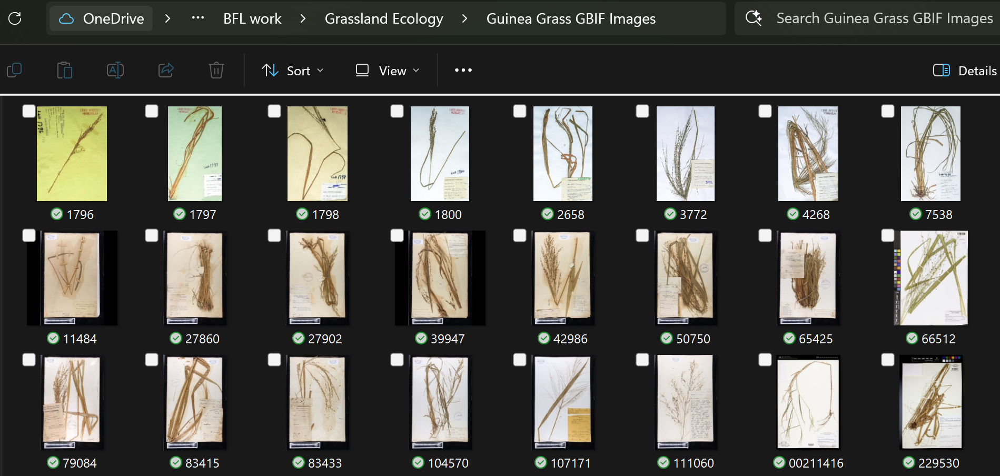 OneDrive > ... BFL work > Grassland Ecology > Guinea Grass GBIF Images
Search Guinea Grass GBIF Images
Sort View ... Details
1796 1797 1798 1800 2658 3772 4268 7538
11484 27860 27902 39947 42986 50750 65425 66512
79084 83415 83433 104570 107171 111060 00211416 229530